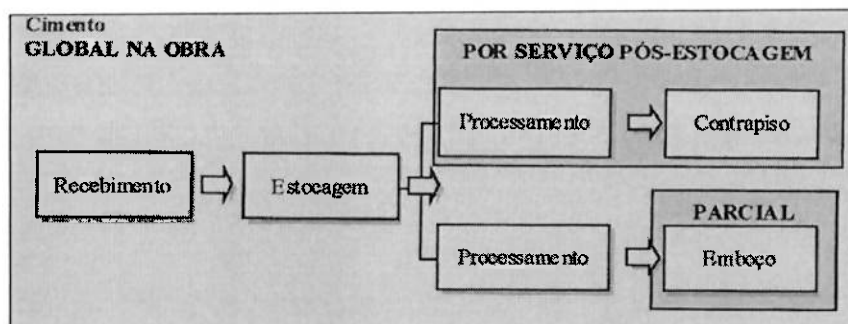 Cimento
GLOBAL NA OBRA
POR SERVIÇO PÓS-ESTOCAGEM
Processamento
Contrapiso
Recebimento
Estocagem
PARCIAL
Processamento
Emboço